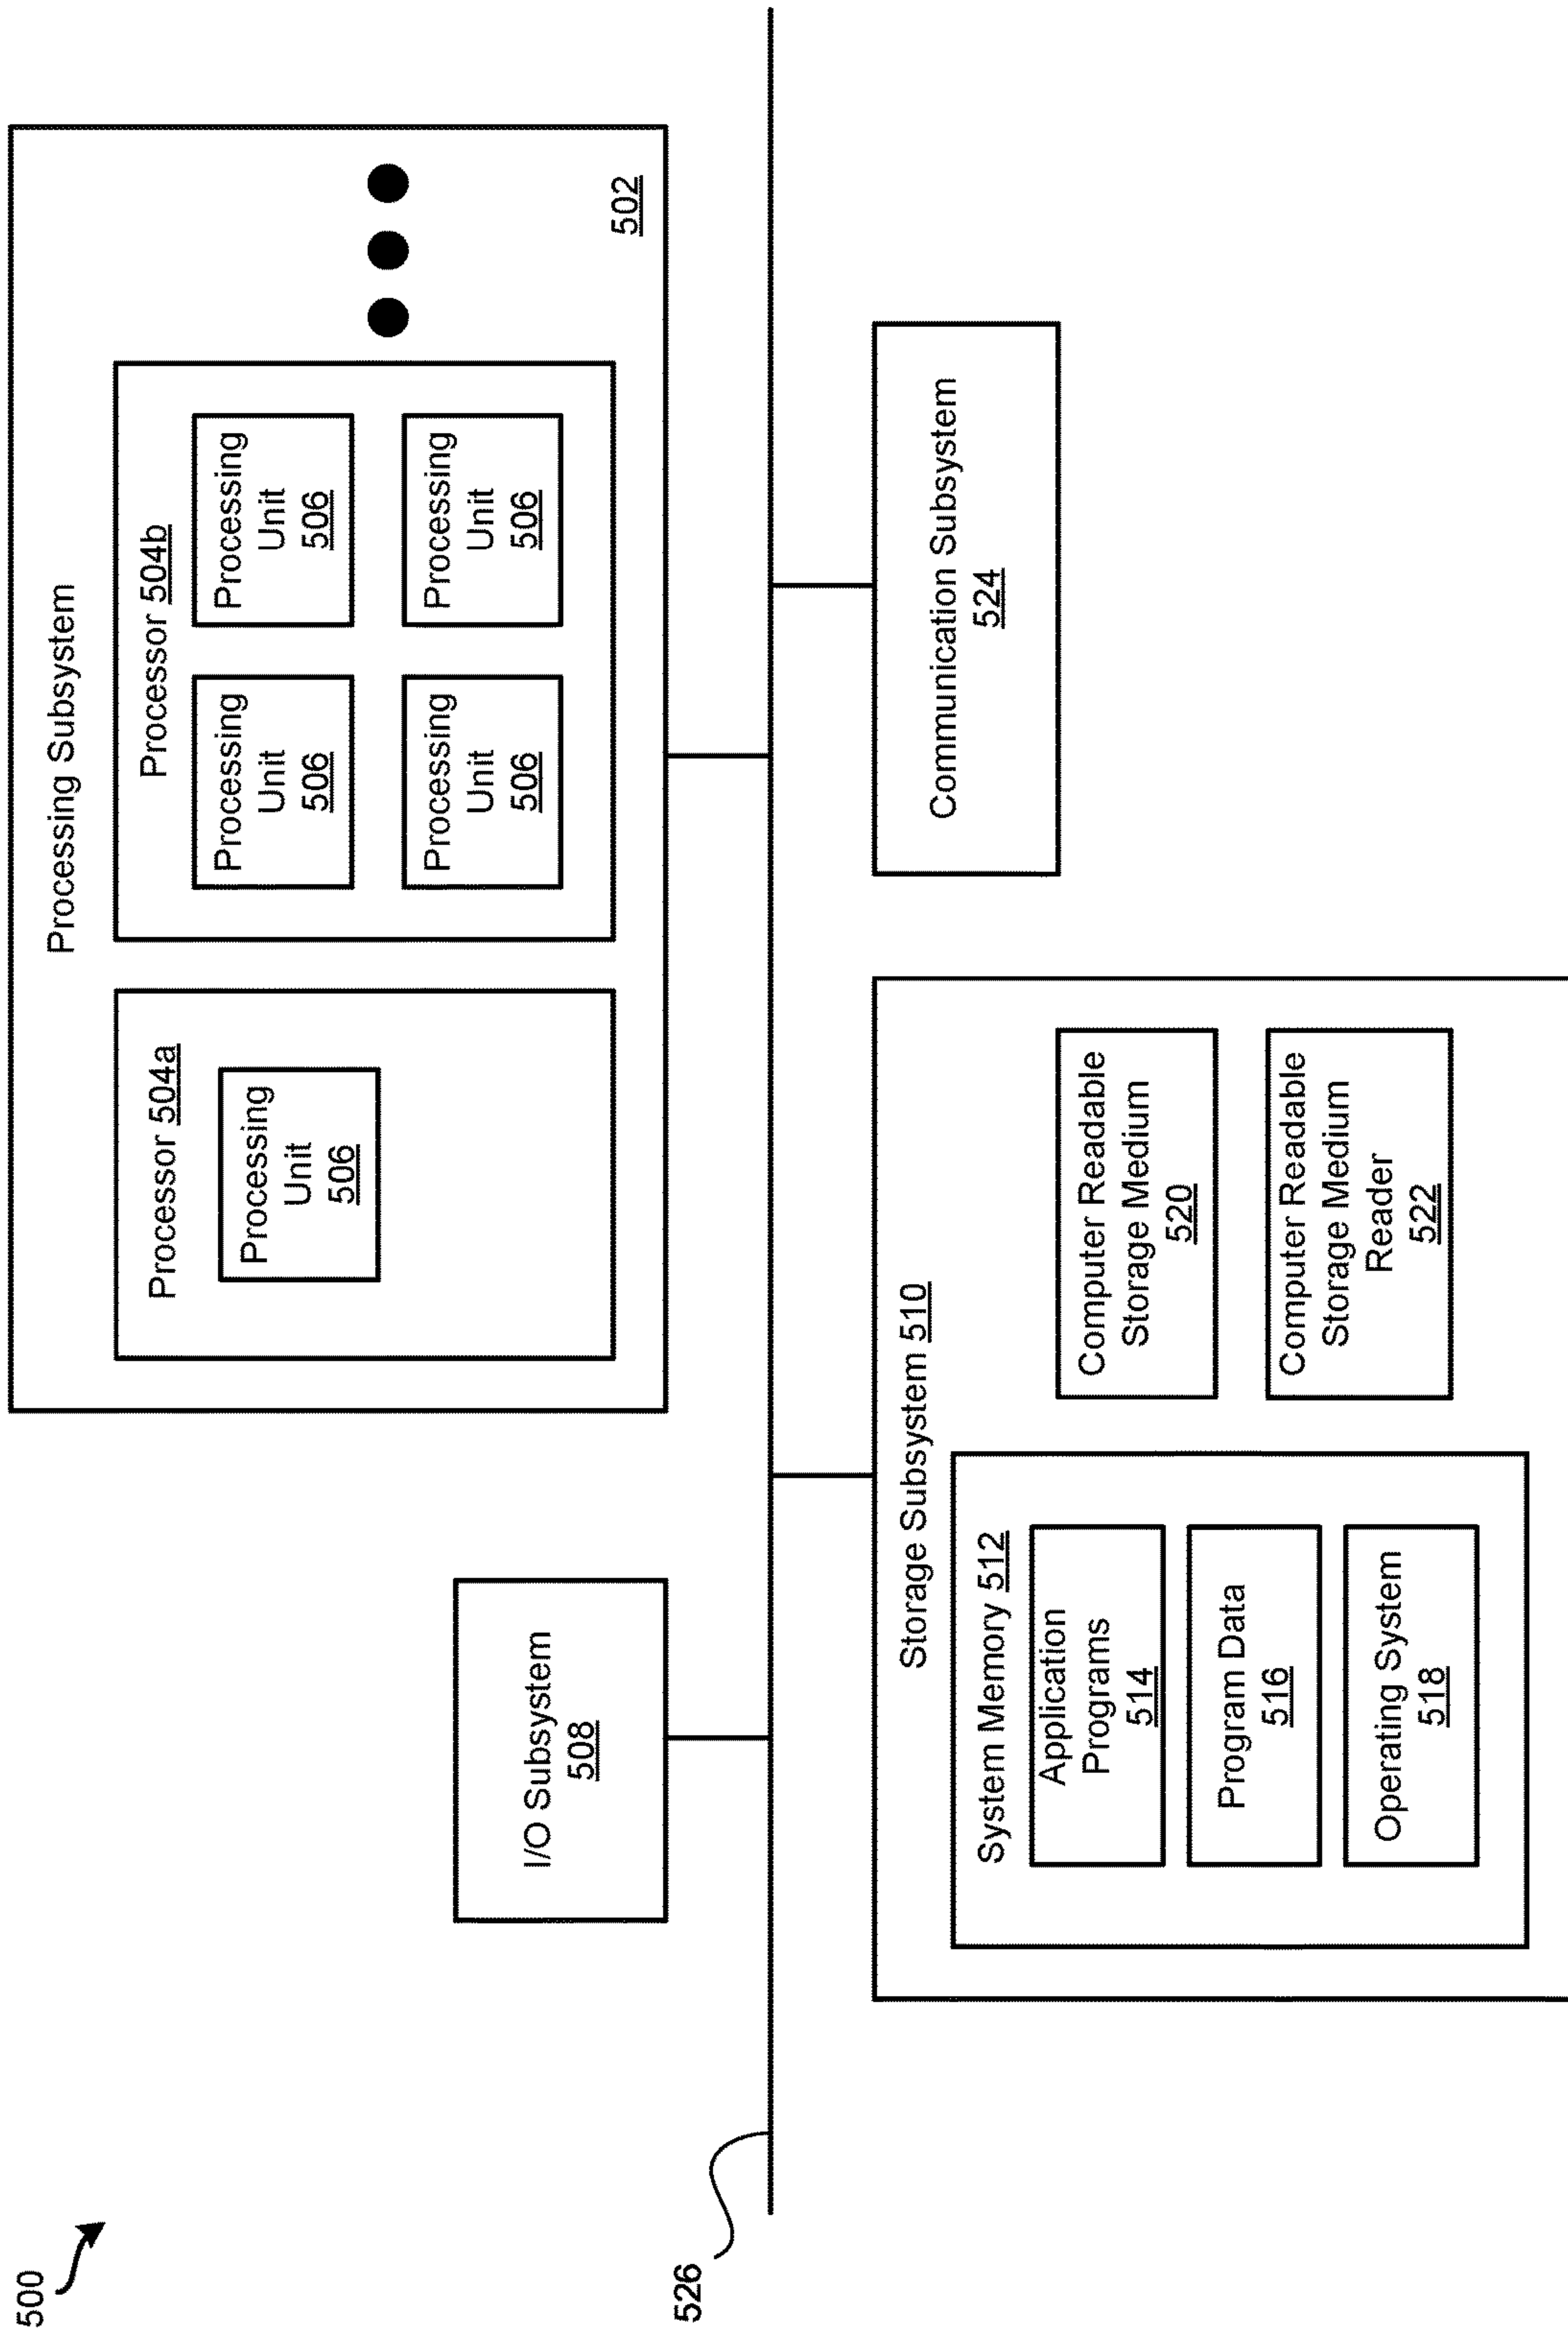 500
Processing Subsystem
Processor 504a
Processing
Unit
506
Processor 504b
Processing
Unit
506
Processing
Unit
506
Processing
Unit
506
Processing
Unit
506
502
I/O Subsystem
508
526
Storage Subsystem 510
System Memory 512
Application
Programs
514
Program Data
516
Operating System
518
Computer Readable
Storage Medium
520
Computer Readable
Storage Medium
Reader
522
Communication Subsystem
524